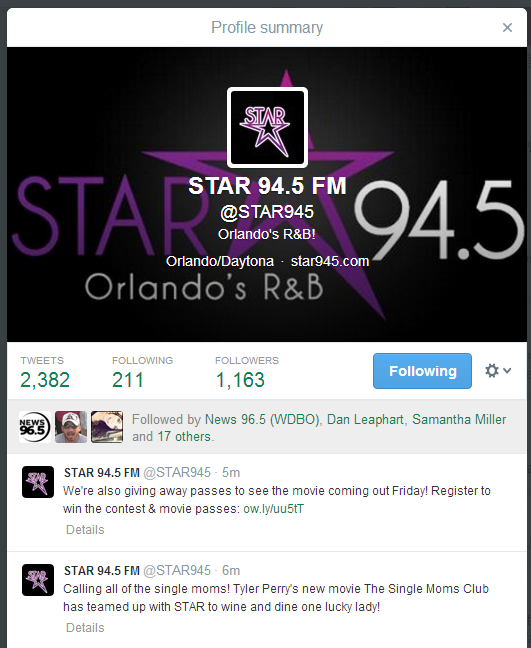 Profile summary
×
STAR
STAR 94.5
Orlando's R&B
STAR 94.5 FM
@STAR945
Orlando's R&B!
Orlando/Daytona · star945.com
TWEETS FOLLOWING FOLLOWERS
2,382 211 1,163
Following
NEWS 96.5
Followed by News 96.5 (WDBO), Dan Leaphart, Samantha Miller
and 17 others.
STAR 94.5 FM @STAR945 · 5m
We're also giving away passes to see the movie coming out Friday! Register to
win the contest & movie passes: ow.ly/uu5tT
Details
STAR 94.5 FM @STAR945 · 6m
Calling all of the single moms! Tyler Perry's new movie The Single Moms Club
has teamed up with STAR to wine and dine one lucky lady!
Details